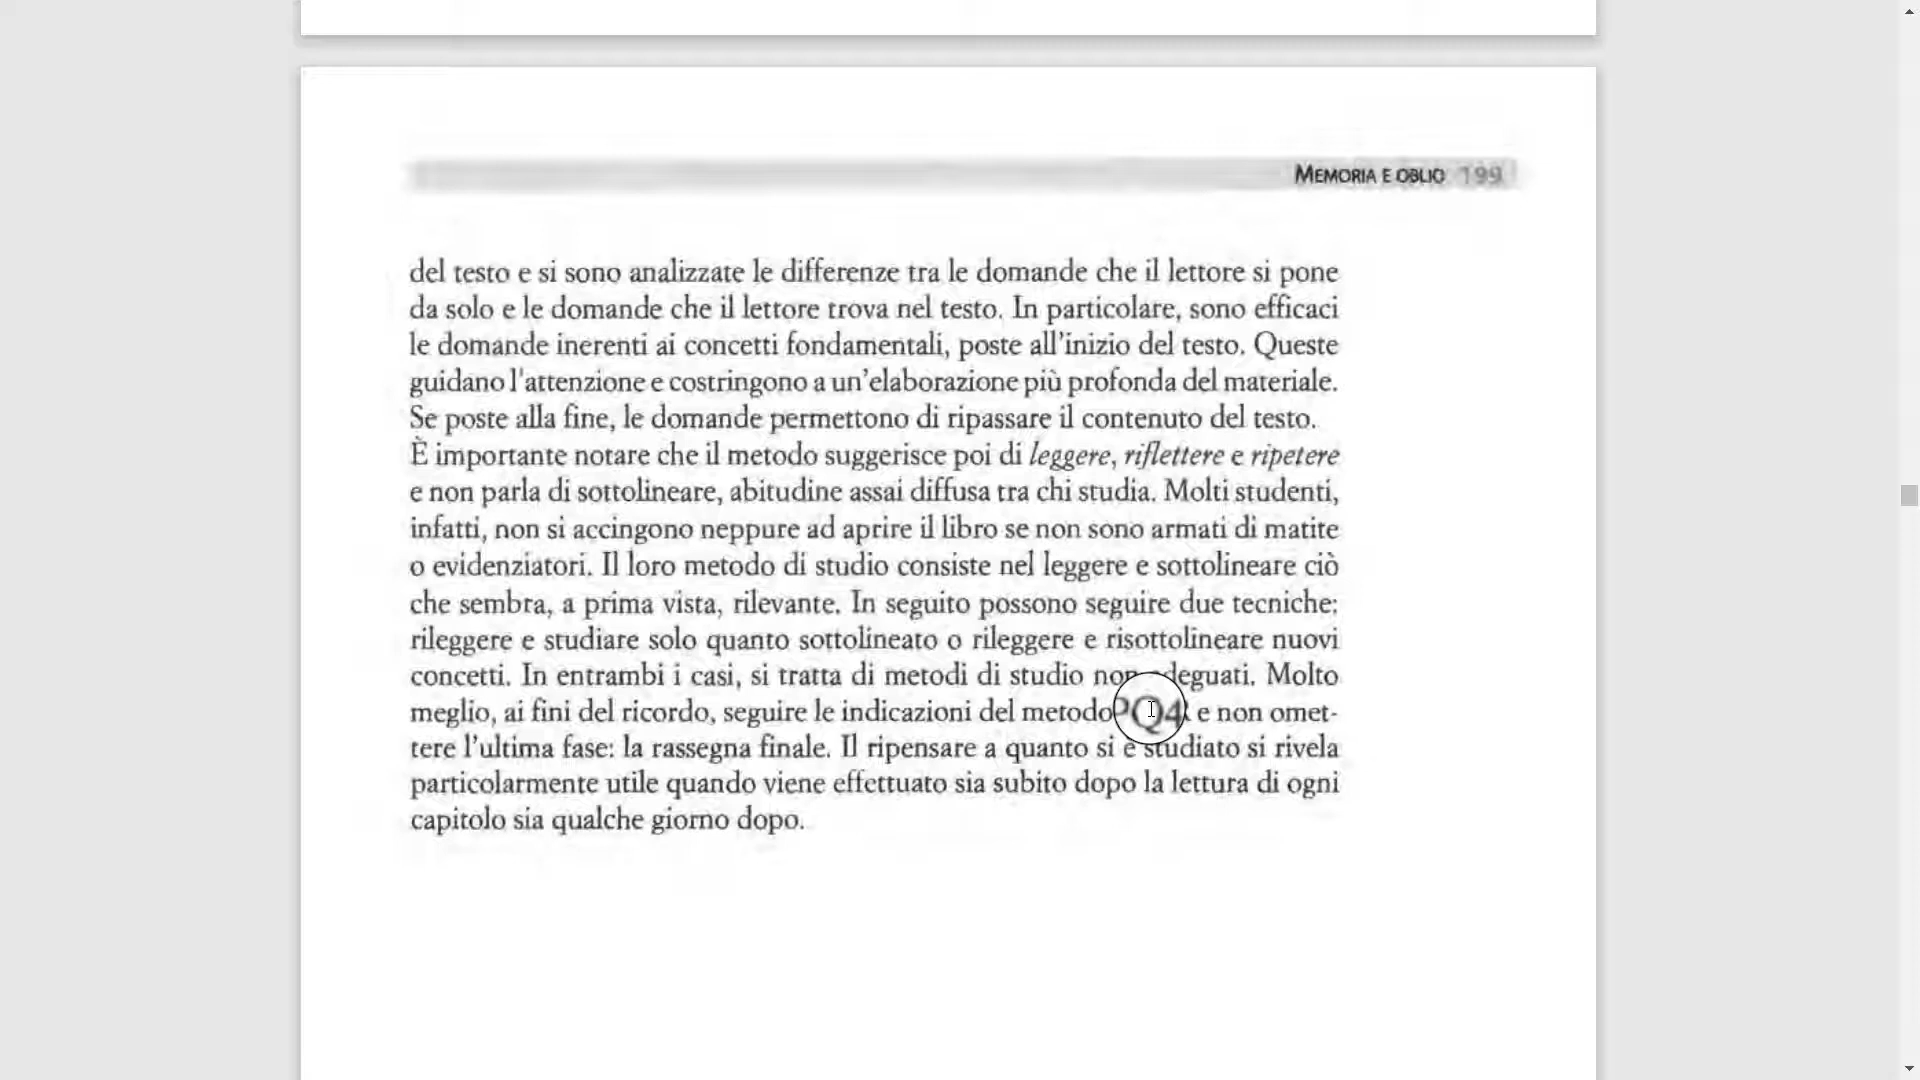 MEMORIA E OBLIO 199
del testo e si sono analizzate le differenze tra le domande che il lettore si pone
da solo e le domande che il lettore trova nel testo. In particolare, sono efficaci
le domande inerenti ai concetti fondamentali, poste all'inizio del testo. Queste
guidano l'attenzione e costringono a un'elaborazione più profonda del materiale.
Se poste alla fine, le domande permettono di ripassare il contenuto del testo.
È importante notare che il metodo suggerisce poi di leggere, riflettere e ripetere
e non parla di sottolineare, abitudine assai diffusa tra chi studia. Molti studenti,
infatti, non si accingono neppure ad aprire il libro se non sono armati di matite
o evidenziatori. Il loro metodo di studio consiste nel leggere e sottolineare ciò
che sembra, a prima vista, rilevante. In seguito possono seguire due tecniche:
rileggere e studiare solo quanto sottolineato o rileggere e risottolineare nuovi
concetti. In entrambi i casi, si tratta di metodi di studio non adeguati. Molto
meglio, ai fini del ricordo, seguire le indicazioni del metodo PQ4R e non omet-
tere l'ultima fase: la rassegna finale. Il ripensare a quanto si è studiato si rivela
particolarmente utile quando viene effettuato sia subito dopo la lettura di ogni
capitolo sia qualche giorno dopo.